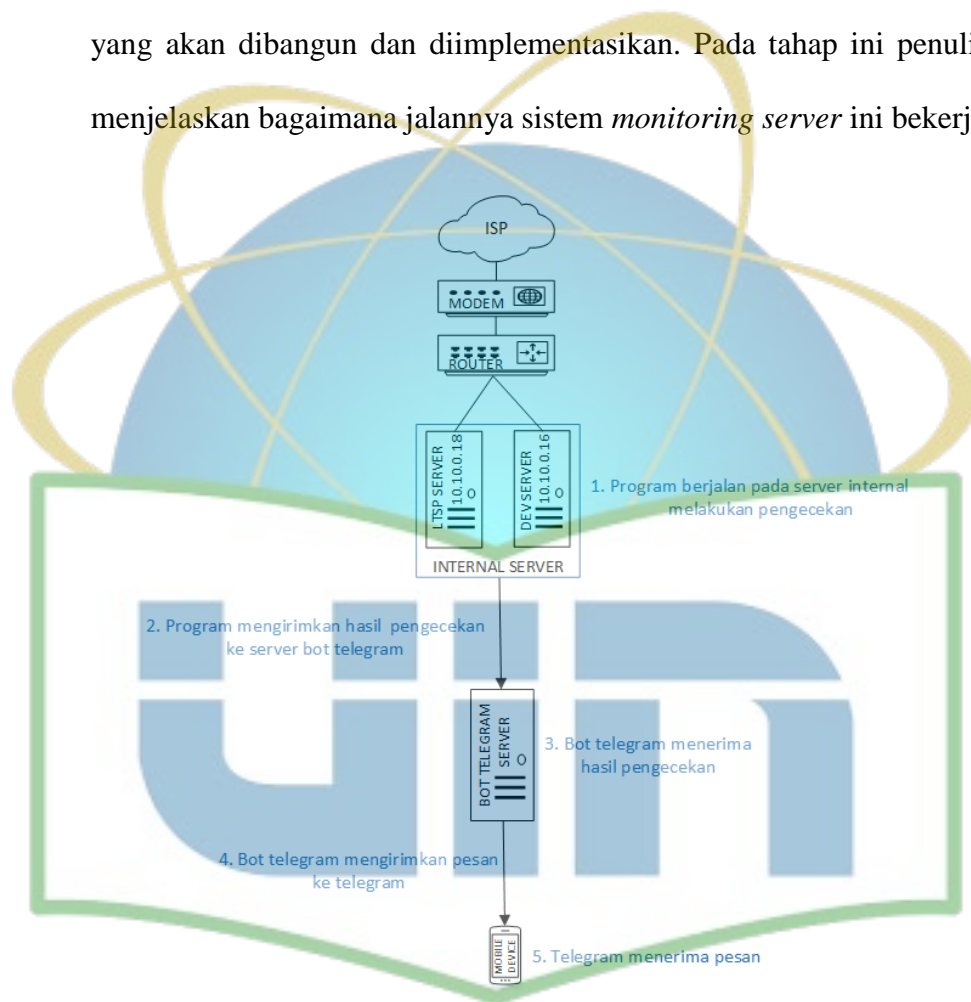 yang akan dibangun dan diimplementasikan. Pada tahap ini penuli
menjelaskan bagaimana jalannya sistem monitoring server ini bekerj
ISP
MODEM
ROUTER
LTSP SERVER
10.10.0.18
DEV SERVER
10.10.0.16
1. Program berjalan pada server internal
melakukan pengecekan
INTERNAL SERVER
2. Program mengirimkan hasil pengecekan
ke server bot telegram
BOT TELEGRAM
SERVER
3. Bot telegram menerima
hasil pengecekan
4. Bot telegram mengirimkan pesan
ke telegram
MOBILE
DEVICE
5. Telegram menerima pesan
uin